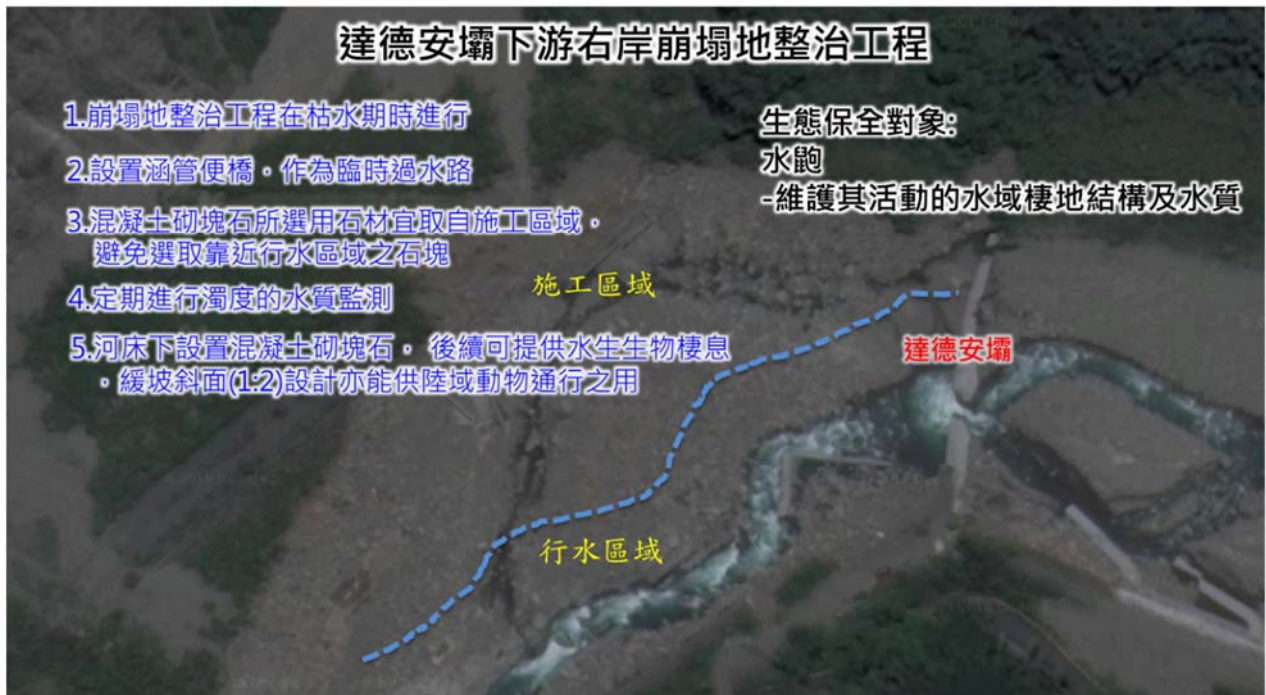 達德安壩下游右岸崩塌地整治工程
1.崩塌地整治工程在枯水期時進行
2.設置涵管便橋，作為臨時過水路
3.混凝土砌塊石所選用石材宜取自施工區域，
避免選取靠近行水區域之石塊
4.定期進行濁度的水質監測
5.河床下設置混凝土砌塊石， 後續可提供水生生物棲息
，緩坡斜面(1:2)設計亦能供陸域動物通行之用
生態保全對象:
水鼩
-維護其活動的水域棲地結構及水質
施工區域
達德安壩
行水區域